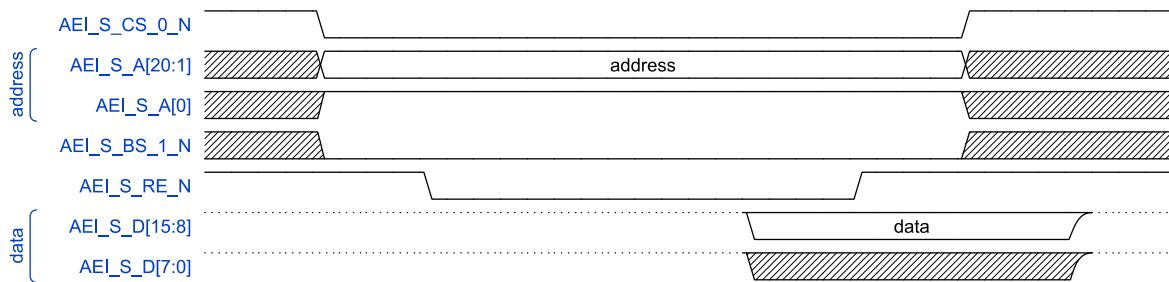 AEI_S_CS_0_N
address
AEI_S_A[20:1]
address
AEI_S_A[0]
AEI_S_BS_1_N
AEI_S_RE_N
data
AEI_S_D[15:8]
data
AEI_S_D[7:0]